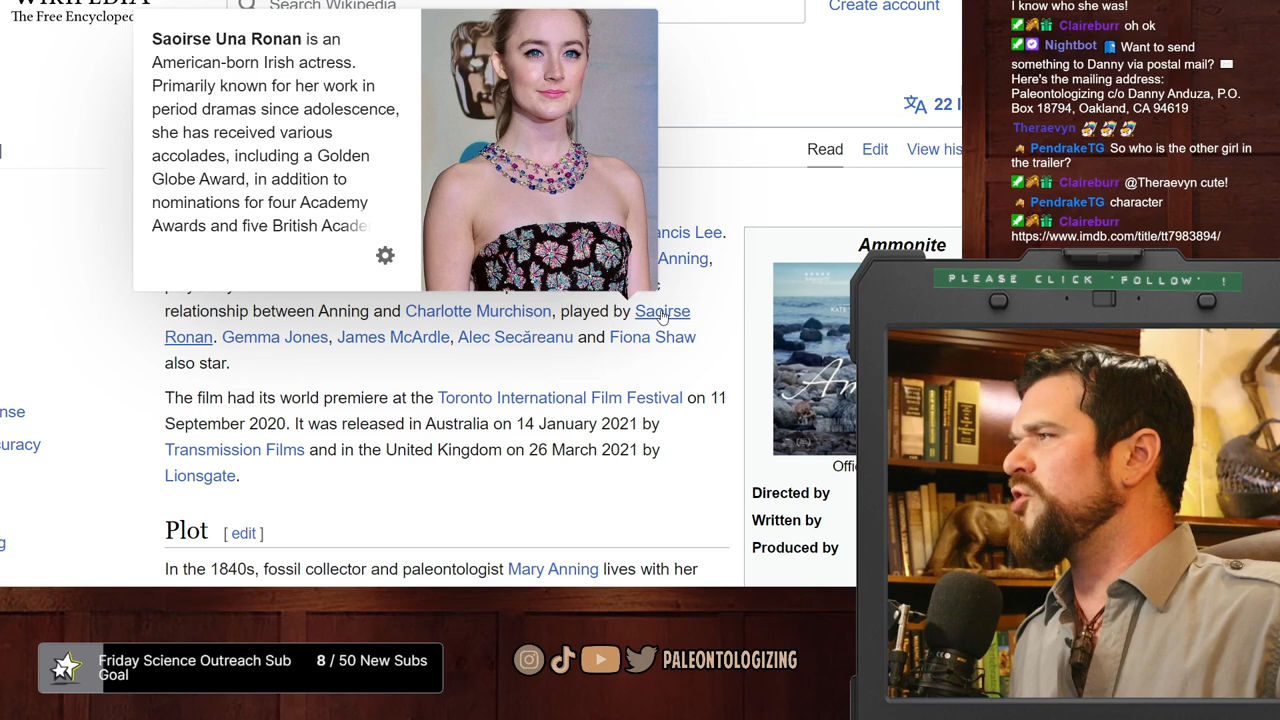 WIKIPEDIA
The Free Encyclopedia
Search Wikipedia
Create account
Saoirse Una Ronan is an
American-born Irish actress.
Primarily known for her work in
period dramas since adolescence,
she has received various
accolades, including a Golden
Globe Award, in addition to
nominations for four Academy
Awards and five British Acade
22
Read Edit View his
ancis Lee.
Anning,
relationship between Anning and Charlotte Murchison, played by Saoirse
Ronan. Gemma Jones, James McArdle, Alec Secăreanu and Fiona Shaw
also star.
The film had its world premiere at the Toronto International Film Festival on 11
September 2020. It was released in Australia on 14 January 2021 by
Transmission Films and in the United Kingdom on 26 March 2021 by
Lionsgate.
Plot [ edit ]
In the 1840s, fossil collector and paleontologist Mary Anning lives with her
nse
uracy
g
Ammonite
KATE
Am
Offic
Directed by
Written by
Produced by
I know who she was!
Claireburr oh ok
Nightbot Want to send
something to Danny via postal mail?
Here's the mailing address:
Paleontologizing c/o Danny Anduza, P.O.
Box 18794, Oakland, CA 94619
Theraevyn
PendrakeTG So who is the other girl in
the trailer?
Claireburr @Theraevyn cute!
PendrakeTG character
Claireburr
https://www.imdb.com/title/tt7983894/
PLEASE CLICK 'FOLLOW' !
Friday Science Outreach Sub
Goal
8 / 50 New Subs
PALEONTOLOGIZING